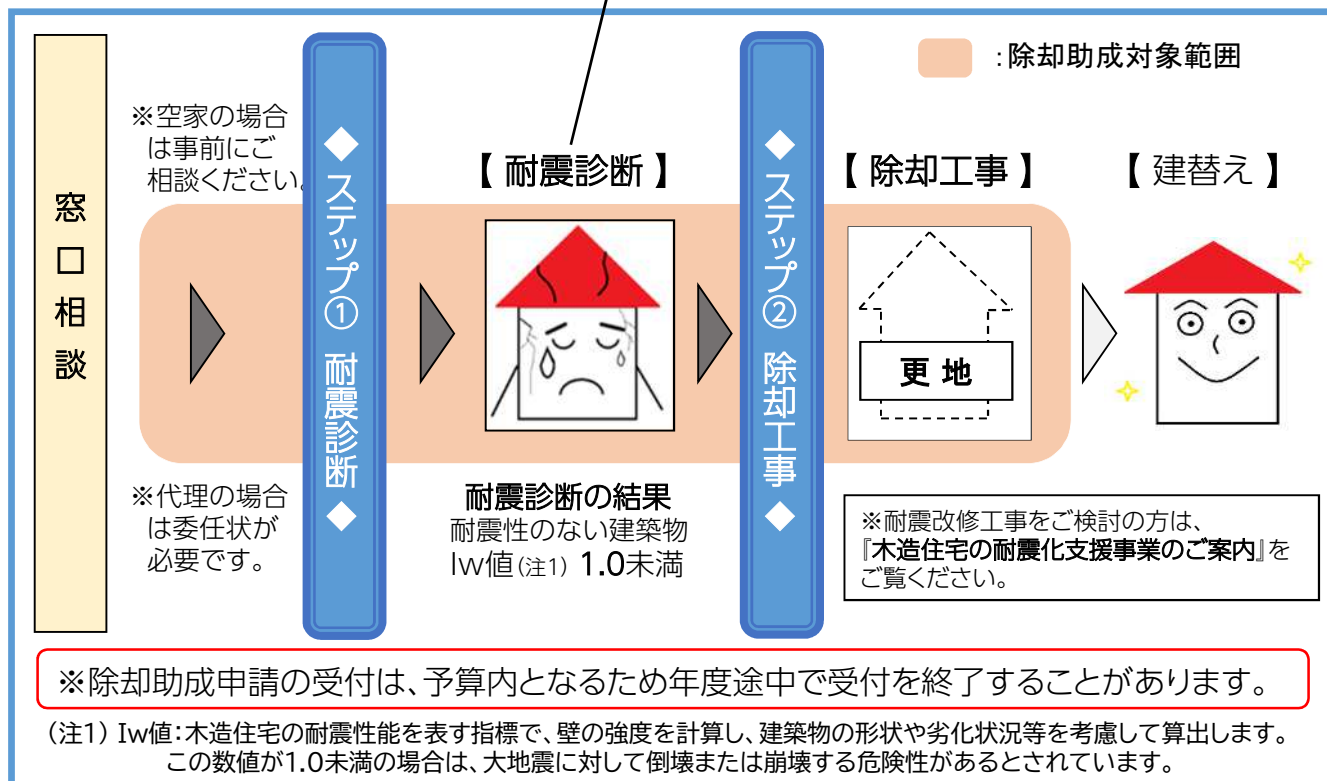 :除却助成対象範囲
窓口相談
※空家の場合
は事前にご
相談ください。
◆ ステップ① 耐震診断 ◆
【 耐震診断 】
◆ ステップ② 除却工事 ◆
【 除却工事 】
【 建替え 】
更 地
※代理の場合
は委任状が
必要です。
耐震診断の結果
耐震性のない建築物
Iw値(注1) 1.0未満
※耐震改修工事をご検討の方は、
『木造住宅の耐震化支援事業のご案内』を
ご覧ください。
※除却助成申請の受付は、予算内となるため年度途中で受付を終了することがあります。
(注1) Iw値:木造住宅の耐震性能を表す指標で、壁の強度を計算し、建築物の形状や劣化状況等を考慮して算出します。
この数値が1.0未満の場合は、大地震に対して倒壊または崩壊する危険性があるとされています。